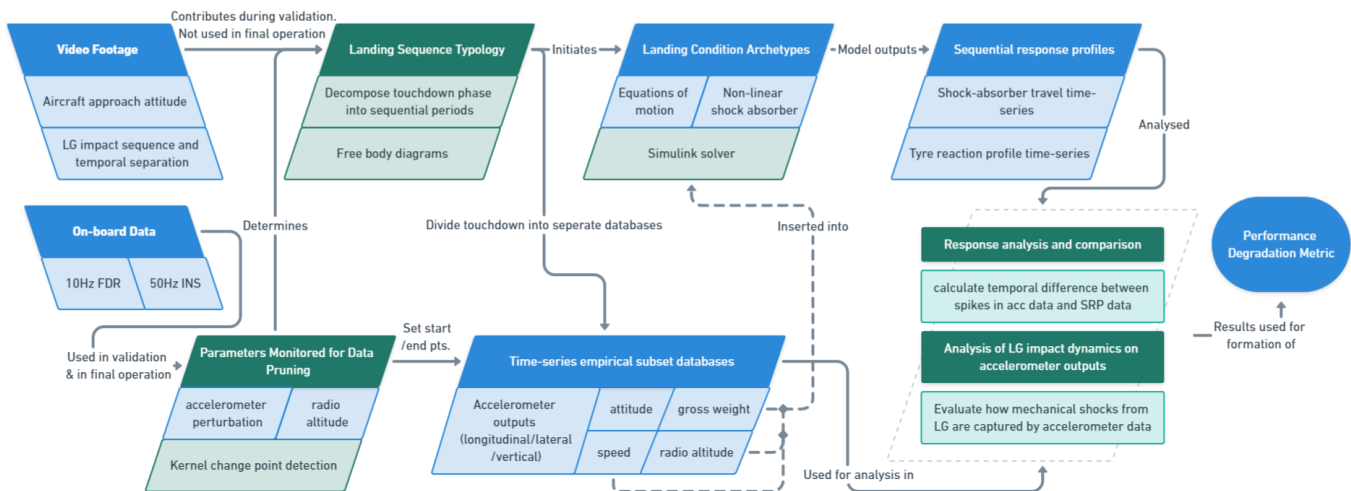 Contributes during validation.
Not used in final operation
Video Footage
Aircraft approach attitude
LG impact sequence and
temporal separation
Landing Sequence Typology
Decompose touchdown phase
into sequential periods
Free body diagrams
Initiates
Landing Condition Archetypes
Equations of
motion
Non-linear
shock absorber
Simulink solver
Model outputs
Sequential response profiles
Shock-absorber travel time-
series
Tyre reaction profile time-series
Analysed
On-board Data
10Hz FDR
50Hz INS
Determines
Divide touchdown into seperate databases
Inserted into
Used in validation
& in final operation
Parameters Monitored for Data
Pruning
accelerometer
perturbation
radio
altitude
Kernel change point detection
Set start
/end pts.
Time-series empirical subset databases
Accelerometer
outputs
(longitudinal/lateral
/vertical)
attitude
gross weight
speed
radio altitude
Used for analysis in
Response analysis and comparison
calculate temporal difference between
spikes in acc data and SRP data
Analysis of LG impact dynamics on
accelerometer outputs
Evaluate how mechanical shocks from
LG are captured by accelerometer data
Results used for
formation of
Performance
Degradation Metric